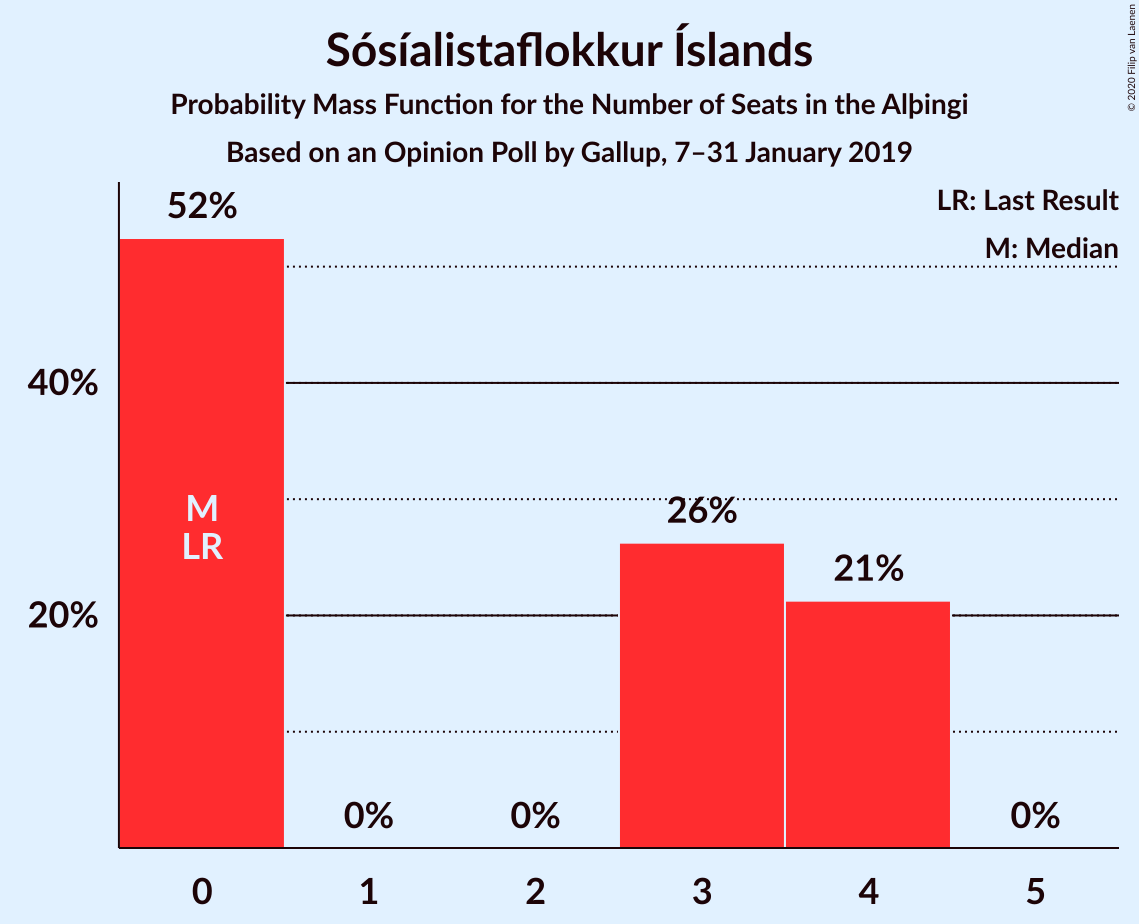 Sósíalistaflokkur Íslands
Probability Mass Function for the Number of Seats in the Alþingi
Based on an Opinion Poll by Gallup, 7–31 January 2019
© 2020 Filip van Laenen
LR: Last Result
M: Median
52%
40%
M
LR
26%
21%
20%
0%
0%
0%
0
1
2
3
4
5